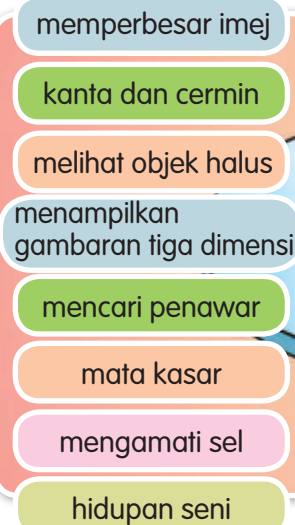 memperbesar imej
kanta dan cermin
melihat objek halus
menampilkan
gambaran tiga dimensi
mencari penawar
mata kasar
mengamati sel
hidupan seni